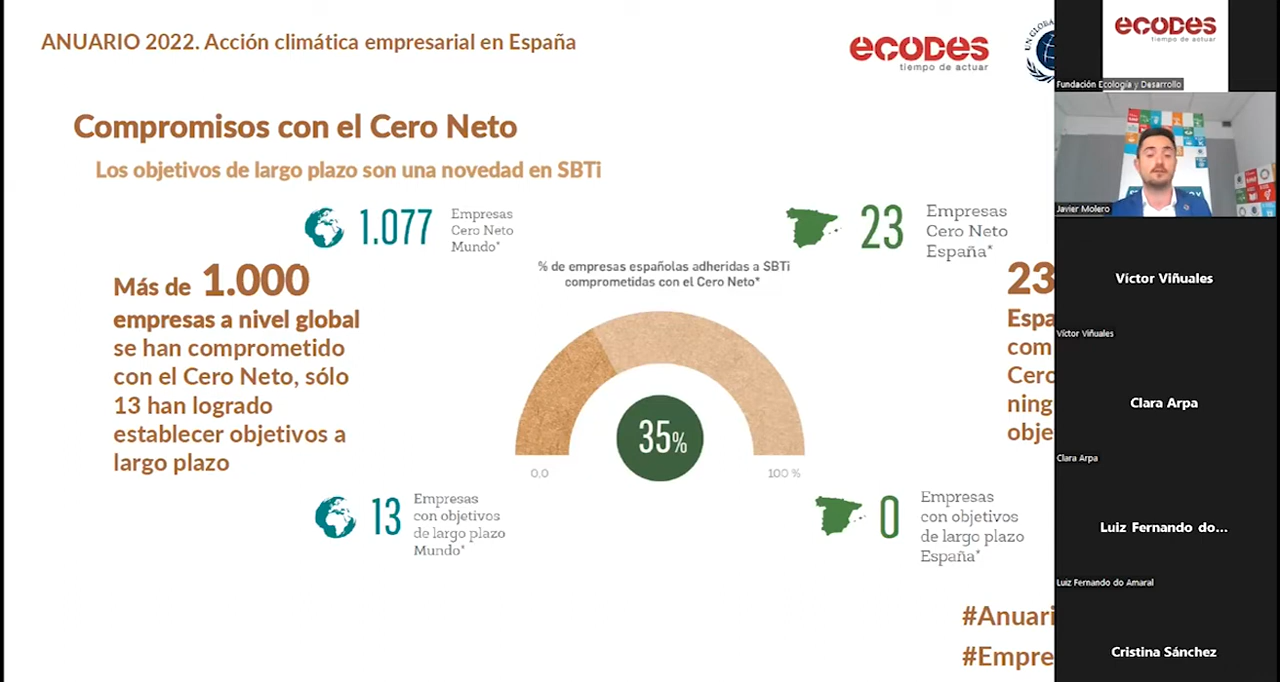 ANUARIO 2022. Acción climática empresarial en España
ecodes
tiempo de actuar
UN GLOBAL
Compromisos con el Cero Neto
Los objetivos de largo plazo son una novedad en SBTi
1.077
Empresas
Cero Neto
Mundo*
23
Empresas
Cero Neto
España*
% de empresas españolas adheridas a SBTi
comprometidas con el Cero Neto*
Más de 1.000
empresas a nivel global
se han comprometido
con el Cero Neto, sólo
13 han logrado
establecer objetivos a
largo plazo
35%
0,0
100 %
23
Espa
com
Cero
ning
obje
13
Empresas
con objetivos
de largo plazo
Mundo*
0
Empresas
con objetivos
de largo plazo
España*
#Anuari
#Empre
ecodes
tiempo de actuar
Fundación Ecología y Desarrollo
Javier Molero
Víctor Viñuales
Víctor Viñuales
Clara Arpa
Clara Arpa
Luiz Fernando do...
Luiz Fernando do Amaral
Cristina Sánchez